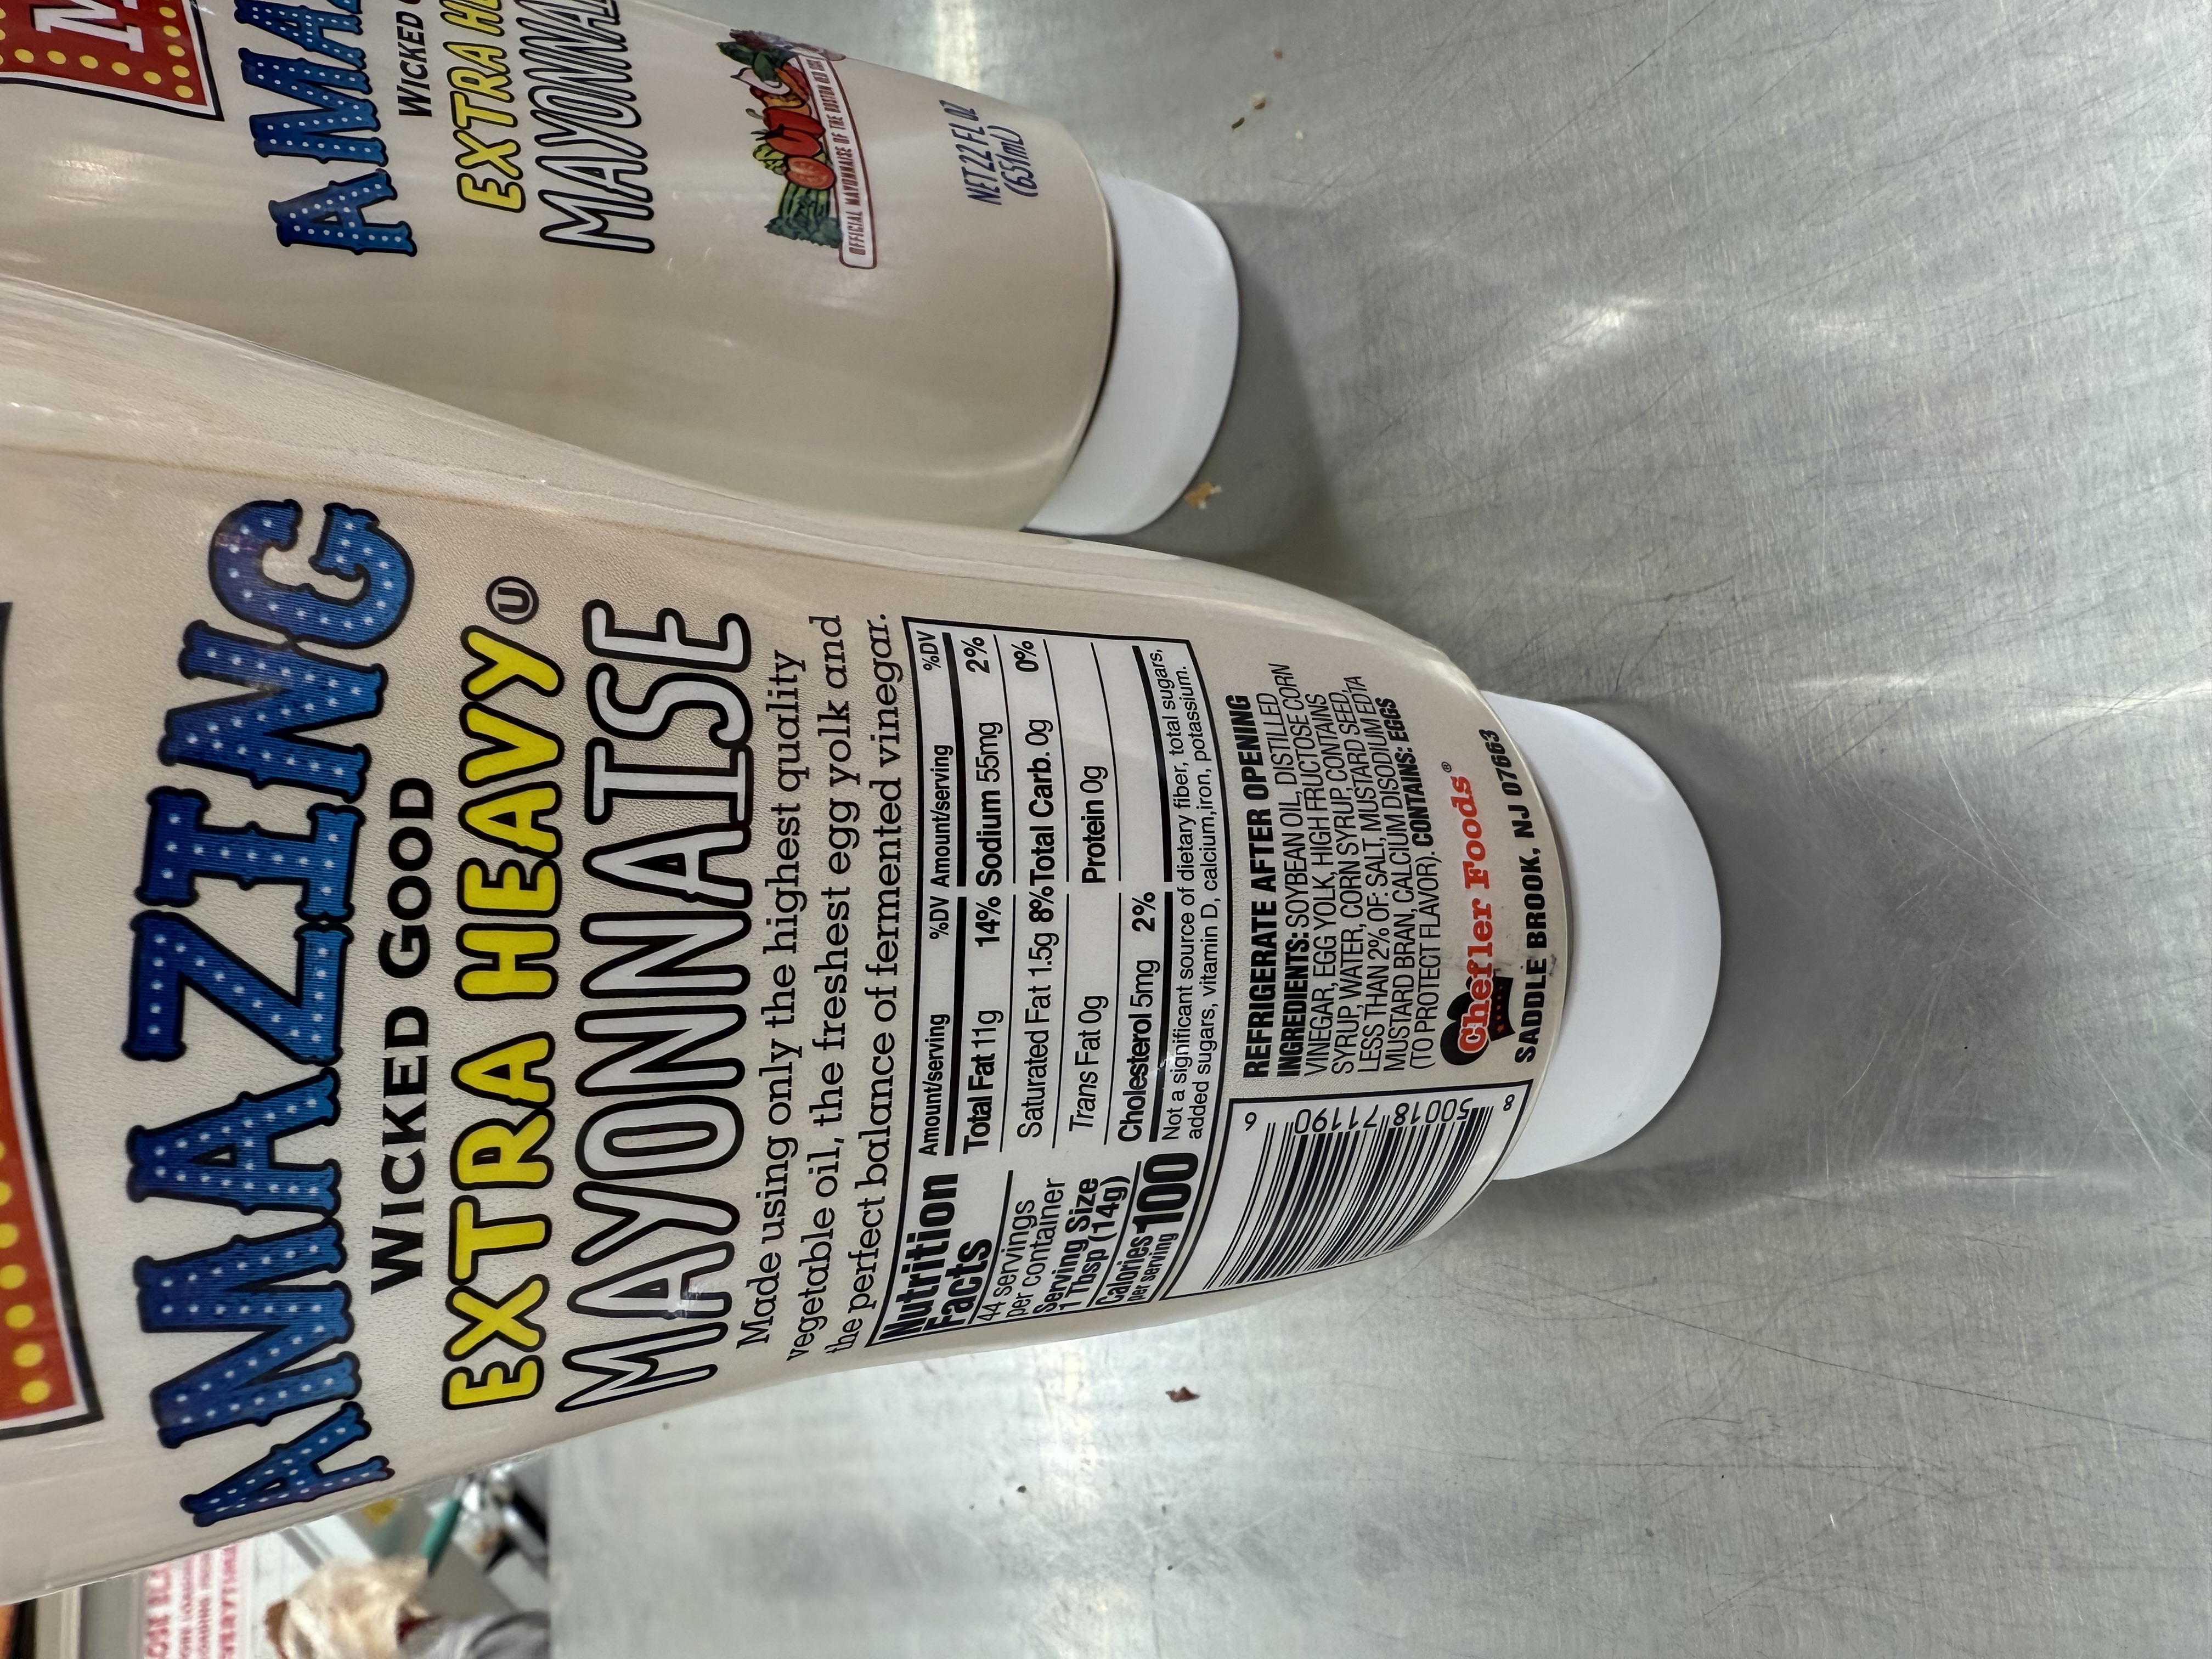 AMAZING
WICKED GOOD
EXTRA HEAVY Ⓤ
MAYONNAISE
Made using only the highest quality
vegetable oil, the freshest egg yolk and
the perfect balance of fermented vinegar.
Nutrition
Facts
44 servings
per container
Serving Size
1 Tbsp (14g)
Calories 100
per serving
Amount/serving %DV Amount/serving %DV
Total Fat 11g 14% Sodium 55mg 2%
Saturated Fat 1.5g 8% Total Carb. 0g 0%
Trans Fat 0g Protein 0g
Cholesterol 5mg 2%
Not a significant source of dietary fiber, total sugars,
added sugars, vitamin D, calcium, iron, potassium.
REFRIGERATE AFTER OPENING
INGREDIENTS: SOYBEAN OIL, DISTILLED
VINEGAR, EGG YOLK, HIGH FRUCTOSE CORN
SYRUP, WATER, CORN SYRUP, CONTAINS
LESS THAN 2% OF: SALT, MUSTARD SEED,
MUSTARD BRAN, CALCIUM DISODIUM EDTA
(TO PROTECT FLAVOR). CONTAINS: EGGS
Chefler Foods®
SADDLE BROOK, NJ 07663
8 50018 71190 6
M
AMA
WICKED
EXTRA HE
MAYONNAI
OFFICIAL MAYONNAISE OF THE BOSTON RED SOX
NET 22 FL OZ
(651mL)